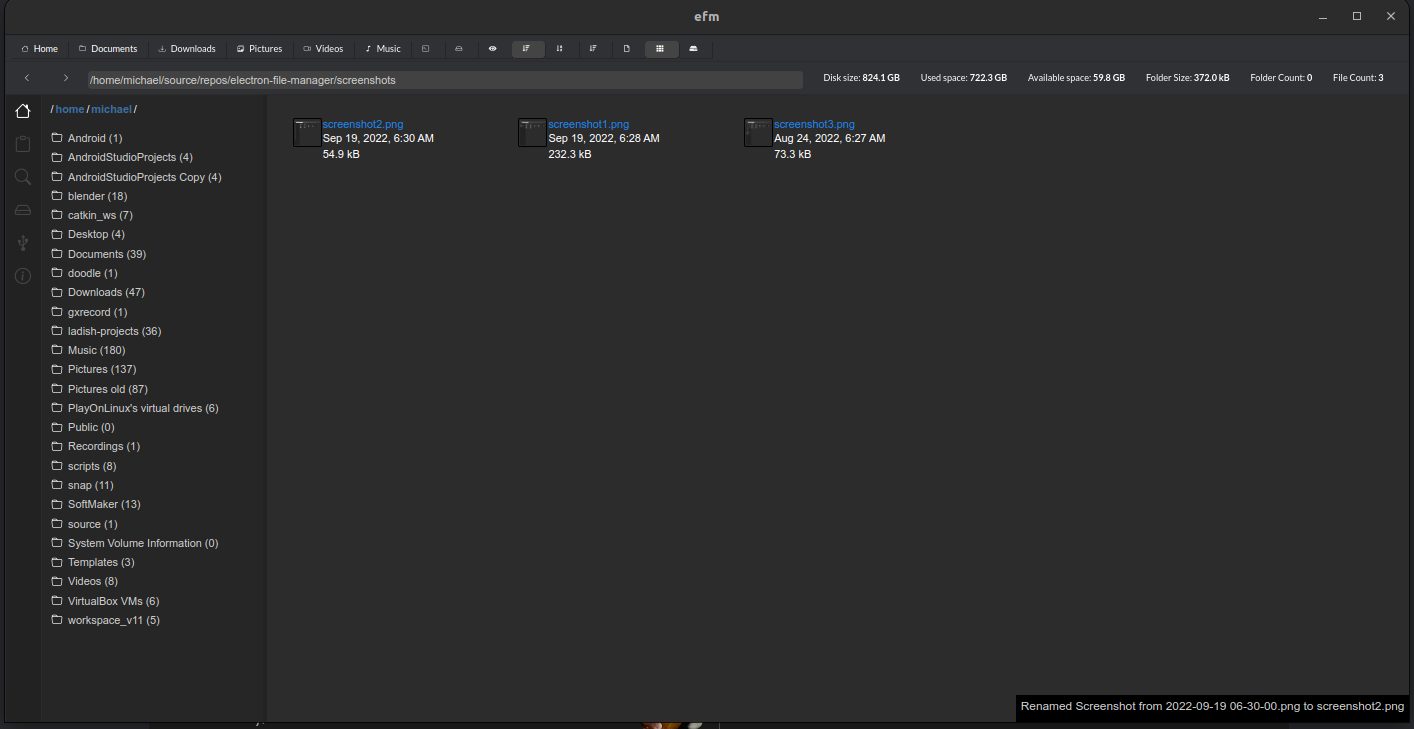 efm
Home Documents Downloads Pictures Videos Music
/home/michael/source/repos/electron-file-manager/screenshots Disk size: 824.1 GB Used space: 722.3 GB Available space: 59.8 GB Folder Size: 372.0 kB Folder Count: 0 File Count: 3
/ home / michael /
Android (1)
AndroidStudioProjects (4)
AndroidStudioProjects Copy (4)
blender (18)
catkin_ws (7)
Desktop (4)
Documents (39)
doodle (1)
Downloads (47)
gxrecord (1)
ladish-projects (36)
Music (180)
Pictures (137)
Pictures old (87)
PlayOnLinux's virtual drives (6)
Public (0)
Recordings (1)
scripts (8)
snap (11)
SoftMaker (13)
source (1)
System Volume Information (0)
Templates (3)
Videos (8)
VirtualBox VMs (6)
workspace_v11 (5)
screenshot2.png
Sep 19, 2022, 6:30 AM
54.9 kB
screenshot1.png
Sep 19, 2022, 6:28 AM
232.3 kB
screenshot3.png
Aug 24, 2022, 6:27 AM
73.3 kB
Renamed Screenshot from 2022-09-19 06-30-00.png to screenshot2.png